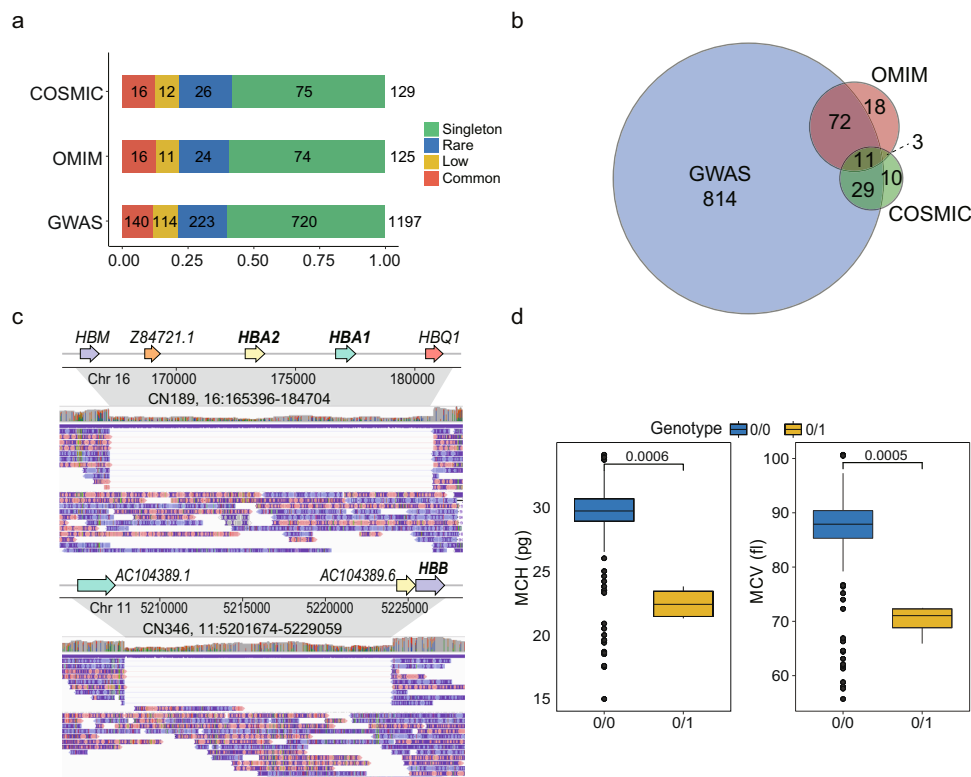 a
COSMIC 16 12 26 75 129
OMIM 16 11 24 74 125
GWAS 140 114 223 720 1197
0.00 0.25 0.50 0.75 1.00
Singleton
Rare
Low
Common
b
OMIM
18
72
3
11
GWAS
814
10
29
COSMIC
c
HBM Z84721.1 HBA2 HBA1 HBQ1
Chr 16 170000 175000 180000
CN189, 16:165396-184704
AC104389.1 AC104389.6 HBB
Chr 11 5210000 5215000 5220000 5225000
CN346, 11:5201674-5229059
d
Genotype 0/0 0/1
MCH (pg)
30
25
20
15
0.0006
0/0 0/1
MCV (fl)
100
90
80
70
60
0.0005
0/0 0/1